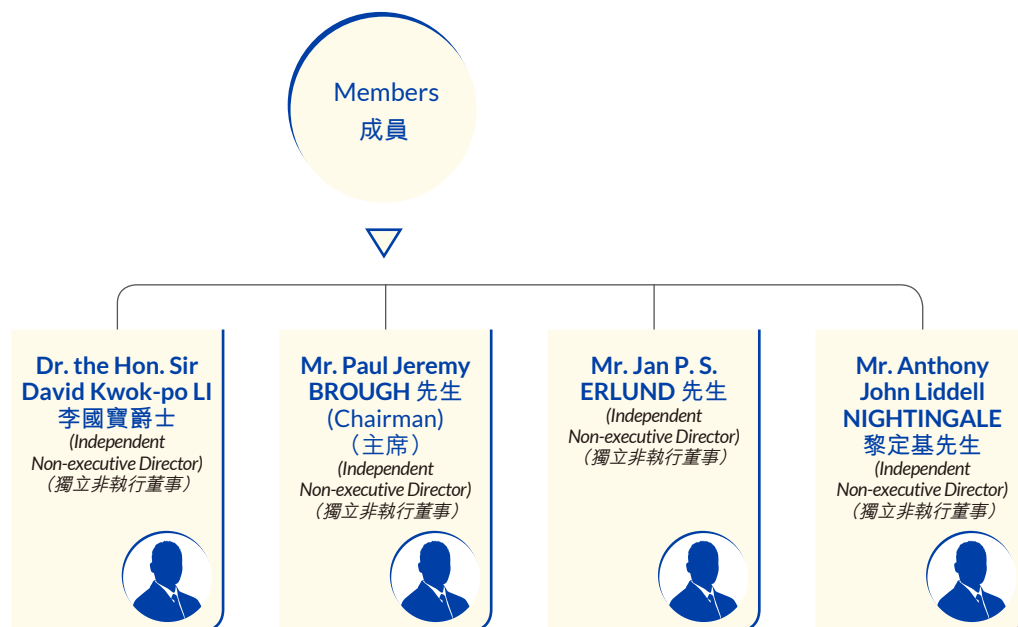 Members
成員
Dr. the Hon. Sir
David Kwok-po LI
李國寶爵士
(Independent
Non-executive Director)
（獨立非執行董事）
Mr. Paul Jeremy
BROUGH 先生
(Chairman)
（主席）
(Independent
Non-executive Director)
（獨立非執行董事）
Mr. Jan P. S.
ERLUND 先生
(Independent
Non-executive Director)
（獨立非執行董事）
Mr. Anthony
John Liddell
NIGHTINGALE
黎定基先生
(Independent
Non-executive Director)
（獨立非執行董事）